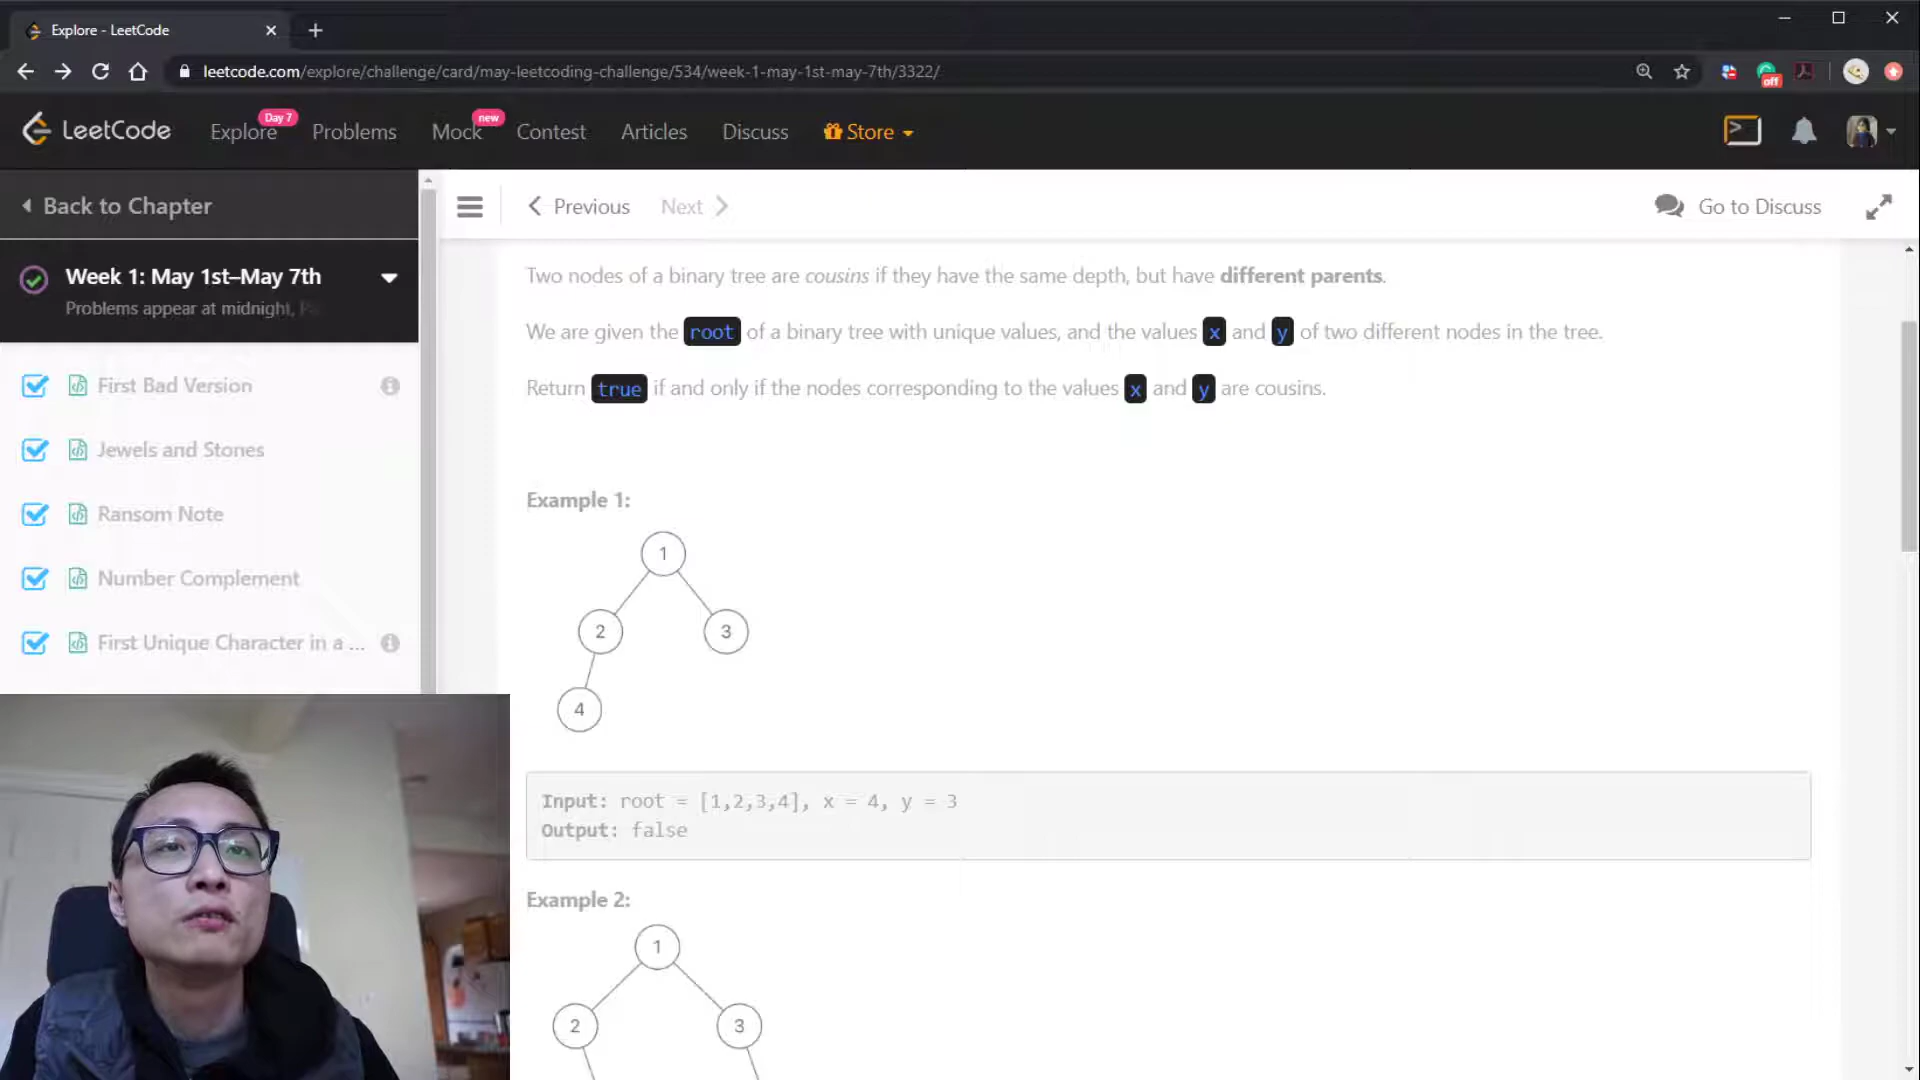 Explore - LeetCode
leetcode.com/explore/challenge/card/may-leetcoding-challenge/534/week-1-may-1st-may-7th/3322/
off
LeetCode
Explore
Day 7
Problems
Mock
new
Contest
Articles
Discuss
Store
Back to Chapter
Previous
Next
Go to Discuss
Week 1: May 1st–May 7th
Problems appear at midnight,
First Bad Version
Jewels and Stones
Ransom Note
Number Complement
First Unique Character in a ...
Two nodes of a binary tree are cousins if they have the same depth, but have different parents.
We are given the root of a binary tree with unique values, and the values x and y of two different nodes in the tree.
Return true if and only if the nodes corresponding to the values x and y are cousins.
Example 1:
1
2 3
4
Input: root = [1,2,3,4], x = 4, y = 3
Output: false
Example 2:
1
2 3